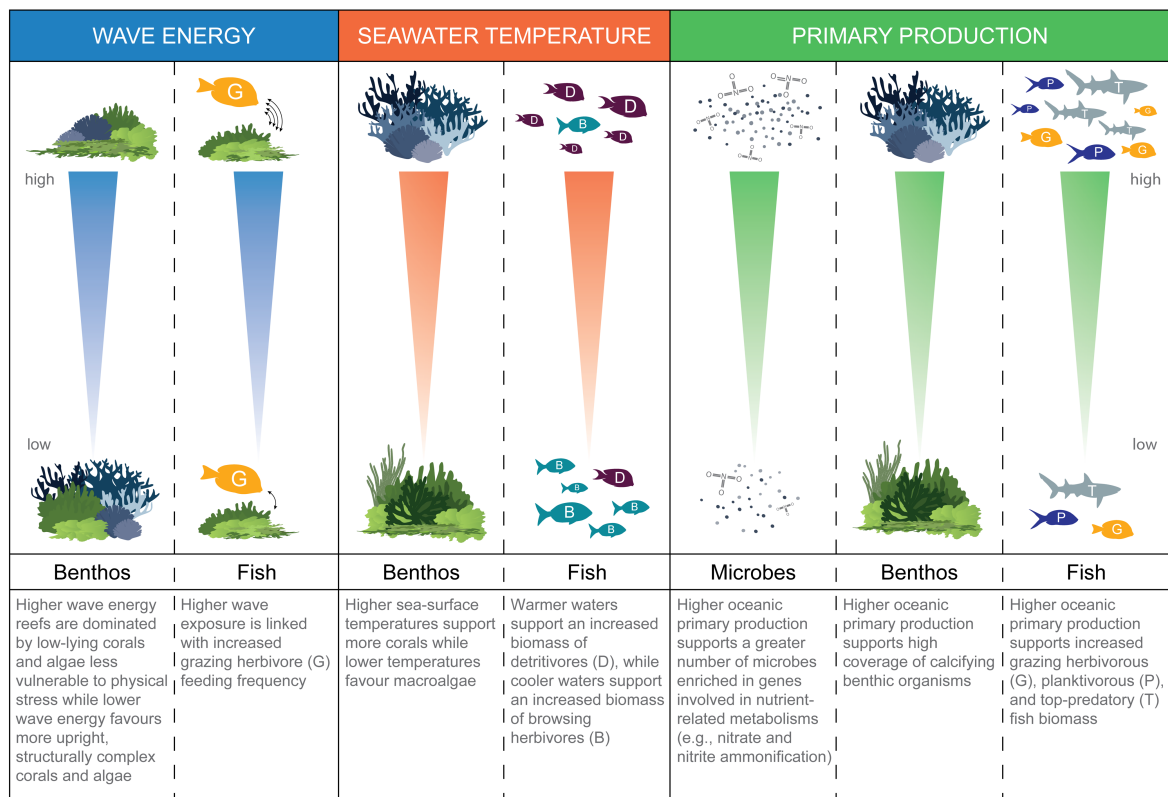 WAVE ENERGY
SEAWATER TEMPERATURE
PRIMARY PRODUCTION
G
D
D
D
B
D
D
O
N
O
O
O
N
O
O
P
T
P
T
G
G
T
P
G
high
high
low
low
G
B
D
B
B
B
B
O
N
O
O
T
P
G
Benthos
Fish
Benthos
Fish
Microbes
Benthos
Fish
Higher wave energy
reefs are dominated
by low-lying corals
and algae less
vulnerable to physical
stress while lower
wave energy favours
more upright,
structurally complex
corals and algae
Higher wave
exposure is linked
with increased
grazing herbivore (G)
feeding frequency
Higher sea-surface
temperatures support
more corals while
lower temperatures
favour macroalgae
Warmer waters
support an increased
biomass of
detritivores (D), while
cooler waters support
an increased biomass
of browsing
herbivores (B)
Higher oceanic
primary production
supports a greater
number of microbes
enriched in genes
involved in nutrient-
related metabolisms
(e.g., nitrate and
nitrite ammonification)
Higher oceanic
primary production
supports high
coverage of calcifying
benthic organisms
Higher oceanic
primary production
supports increased
grazing herbivorous
(G), planktivorous (P),
and top-predatory (T)
fish biomass